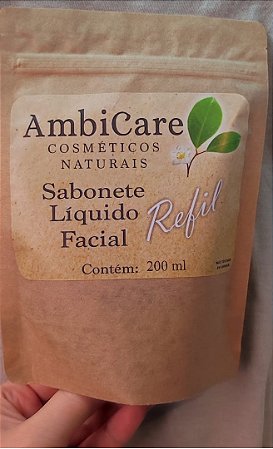 AmbiCare
COSMÉTICOS
NATURAIS
Sabonete
Líquido
Facial
Refil
Contém: 200 ml